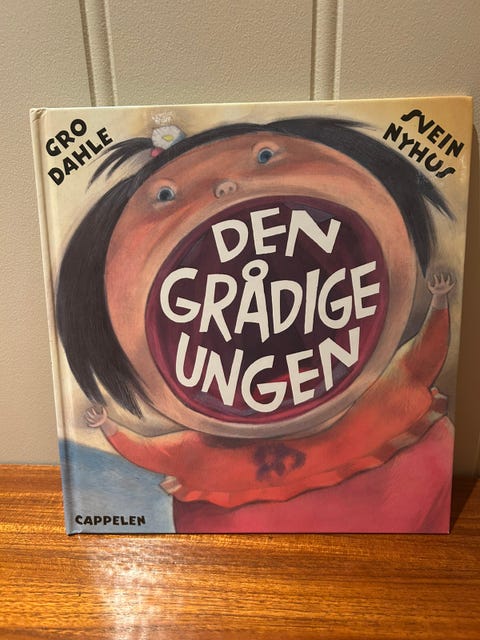 GRO
DAHLE
SVEIN
NYHUS
DEN
GRÅDIGE
UNGEN
CAPPELEN